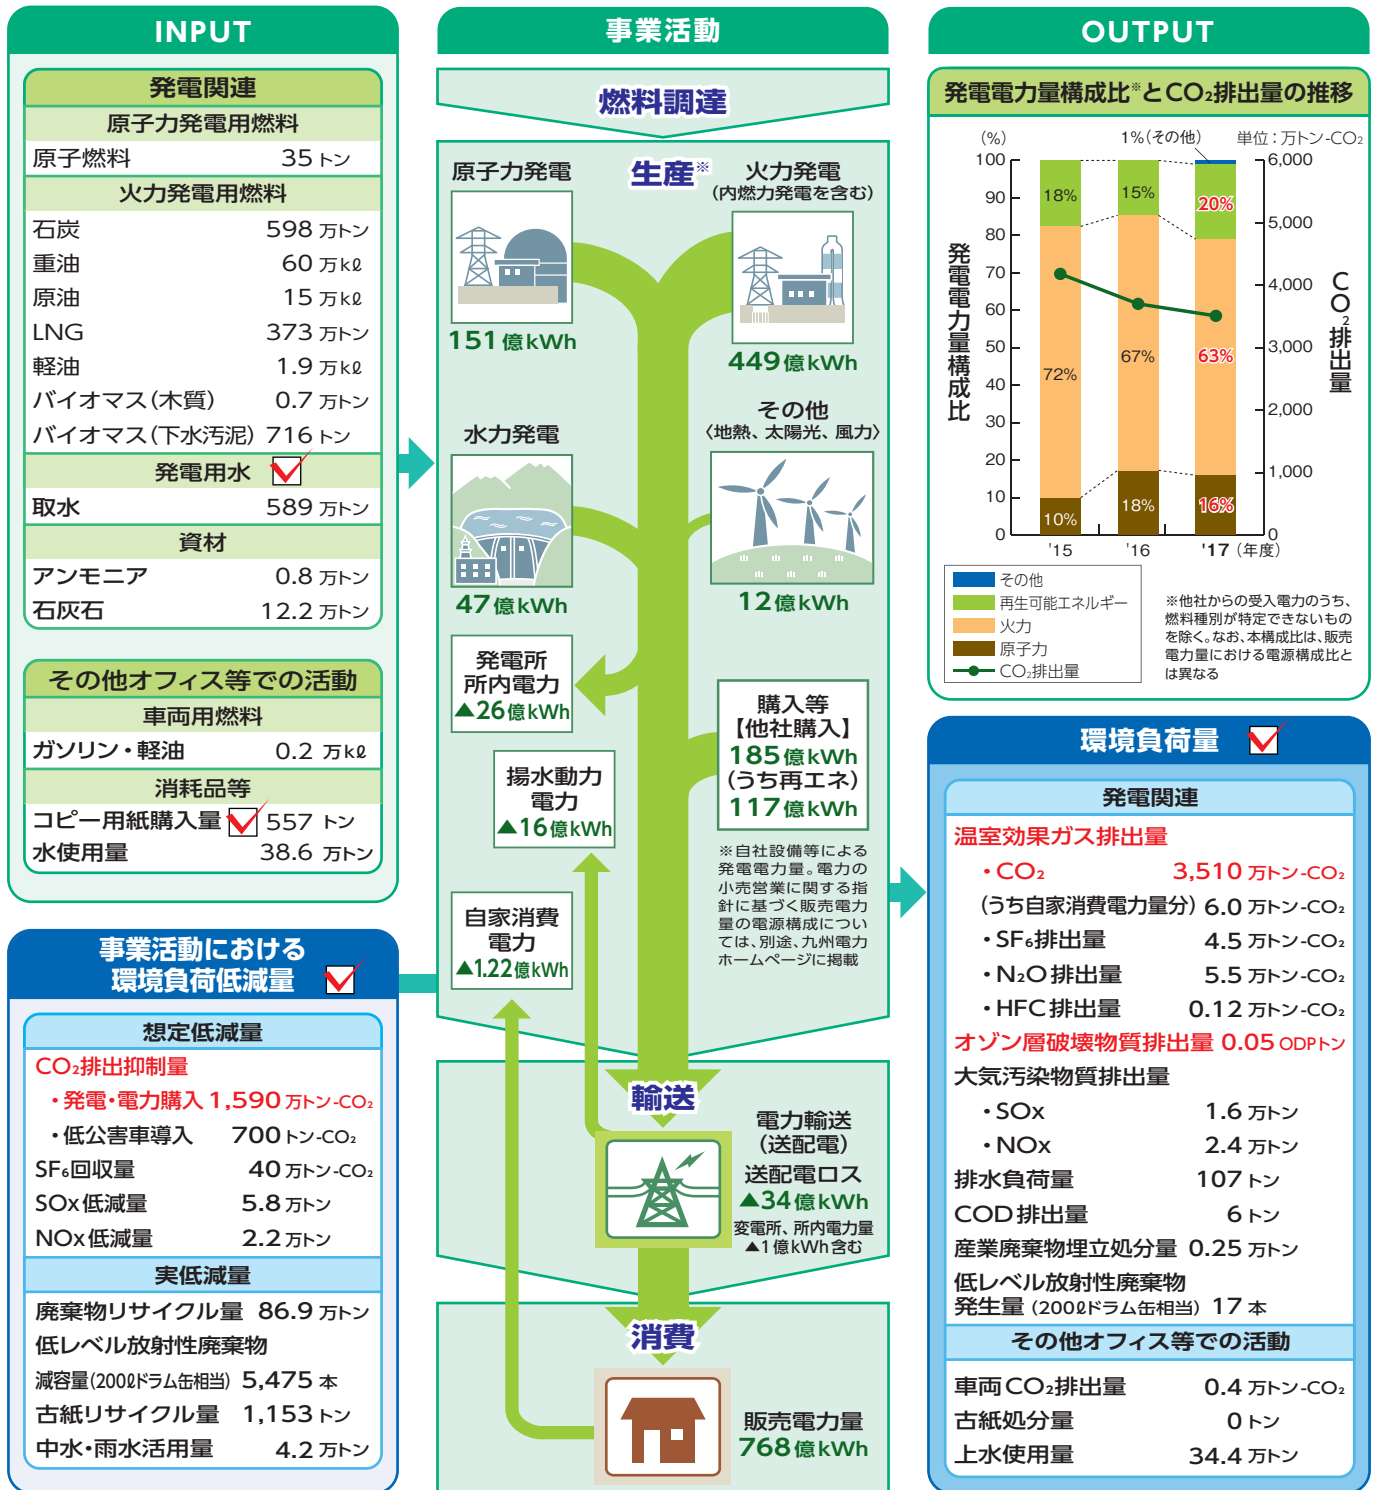 INPUT
発電関連
原子力発電用燃料
原子燃料 35 トン
火力発電用燃料
石炭 598 万トン
重油 60 万kℓ
原油 15 万kℓ
LNG 373 万トン
軽油 1.9 万kℓ
バイオマス(木質) 0.7 万トン
バイオマス(下水汚泥) 716 トン
発電用水
取水 589 万トン
資材
アンモニア 0.8 万トン
石灰石 12.2 万トン
その他オフィス等での活動
車両用燃料
ガソリン・軽油 0.2 万kℓ
消耗品等
コピー用紙購入量 557 トン
水使用量 38.6 万トン
事業活動における
環境負荷低減量
想定低減量
CO₂排出抑制量
・発電・電力購入 1,590 万トン-CO₂
・低公害車導入 700 トン-CO₂
SF₆回収量 40 万トン-CO₂
SOx低減量 5.8 万トン
NOx低減量 2.2 万トン
実低減量
廃棄物リサイクル量 86.9 万トン
低レベル放射性廃棄物
減容量(200ℓドラム缶相当) 5,475 本
古紙リサイクル量 1,153 トン
中水・雨水活用量 4.2 万トン
事業活動
燃料調達
生産※
原子力発電
151億kWh
火力発電
(内燃力発電を含む)
449億kWh
水力発電
47億kWh
その他
〈地熱、太陽光、風力〉
12億kWh
発電所
所内電力
▲26億kWh
購入等
【他社購入】
185億kWh
(うち再エネ)
117億kWh
揚水動力
電力
▲16億kWh
※自社設備等による
発電電力量。電力の
小売営業に関する指
針に基づく販売電力
量の電源構成につい
ては、別途、九州電力
ホームページに掲載
自家消費
電力
▲1.22億kWh
輸送
電力輸送
(送配電)
送配電ロス
▲34億kWh
変電所、所内電力量
▲1億kWh含む
消費
販売電力量
768億kWh
OUTPUT
発電電力量構成比※とCO₂排出量の推移
(%)
1%(その他)
単位:万トン-CO₂
100
90
80
70
60
50
40
30
20
10
0
発電電力量構成比
18%
72%
10%
15%
67%
18%
20%
63%
16%
'15
'16
'17
(年度)
6,000
5,000
4,000
3,000
2,000
1,000
0
CO₂排出量
その他
再生可能エネルギー
火力
原子力
CO₂排出量
※他社からの受入電力のうち、
燃料種別が特定できないもの
を除く。なお、本構成比は、販売
電力量における電源構成比と
は異なる
環境負荷量
発電関連
温室効果ガス排出量
・CO₂ 3,510 万トン-CO₂
(うち自家消費電力量分) 6.0 万トン-CO₂
・SF₆排出量 4.5 万トン-CO₂
・N₂O排出量 5.5 万トン-CO₂
・HFC排出量 0.12 万トン-CO₂
オゾン層破壊物質排出量 0.05 ODPトン
大気汚染物質排出量
・SOx 1.6 万トン
・NOx 2.4 万トン
排水負荷量 107 トン
COD排出量 6 トン
産業廃棄物埋立処分量 0.25 万トン
低レベル放射性廃棄物
発生量(200ℓドラム缶相当) 17 本
その他オフィス等での活動
車両CO₂排出量 0.4 万トン-CO₂
古紙処分量 0 トン
上水使用量 34.4 万トン